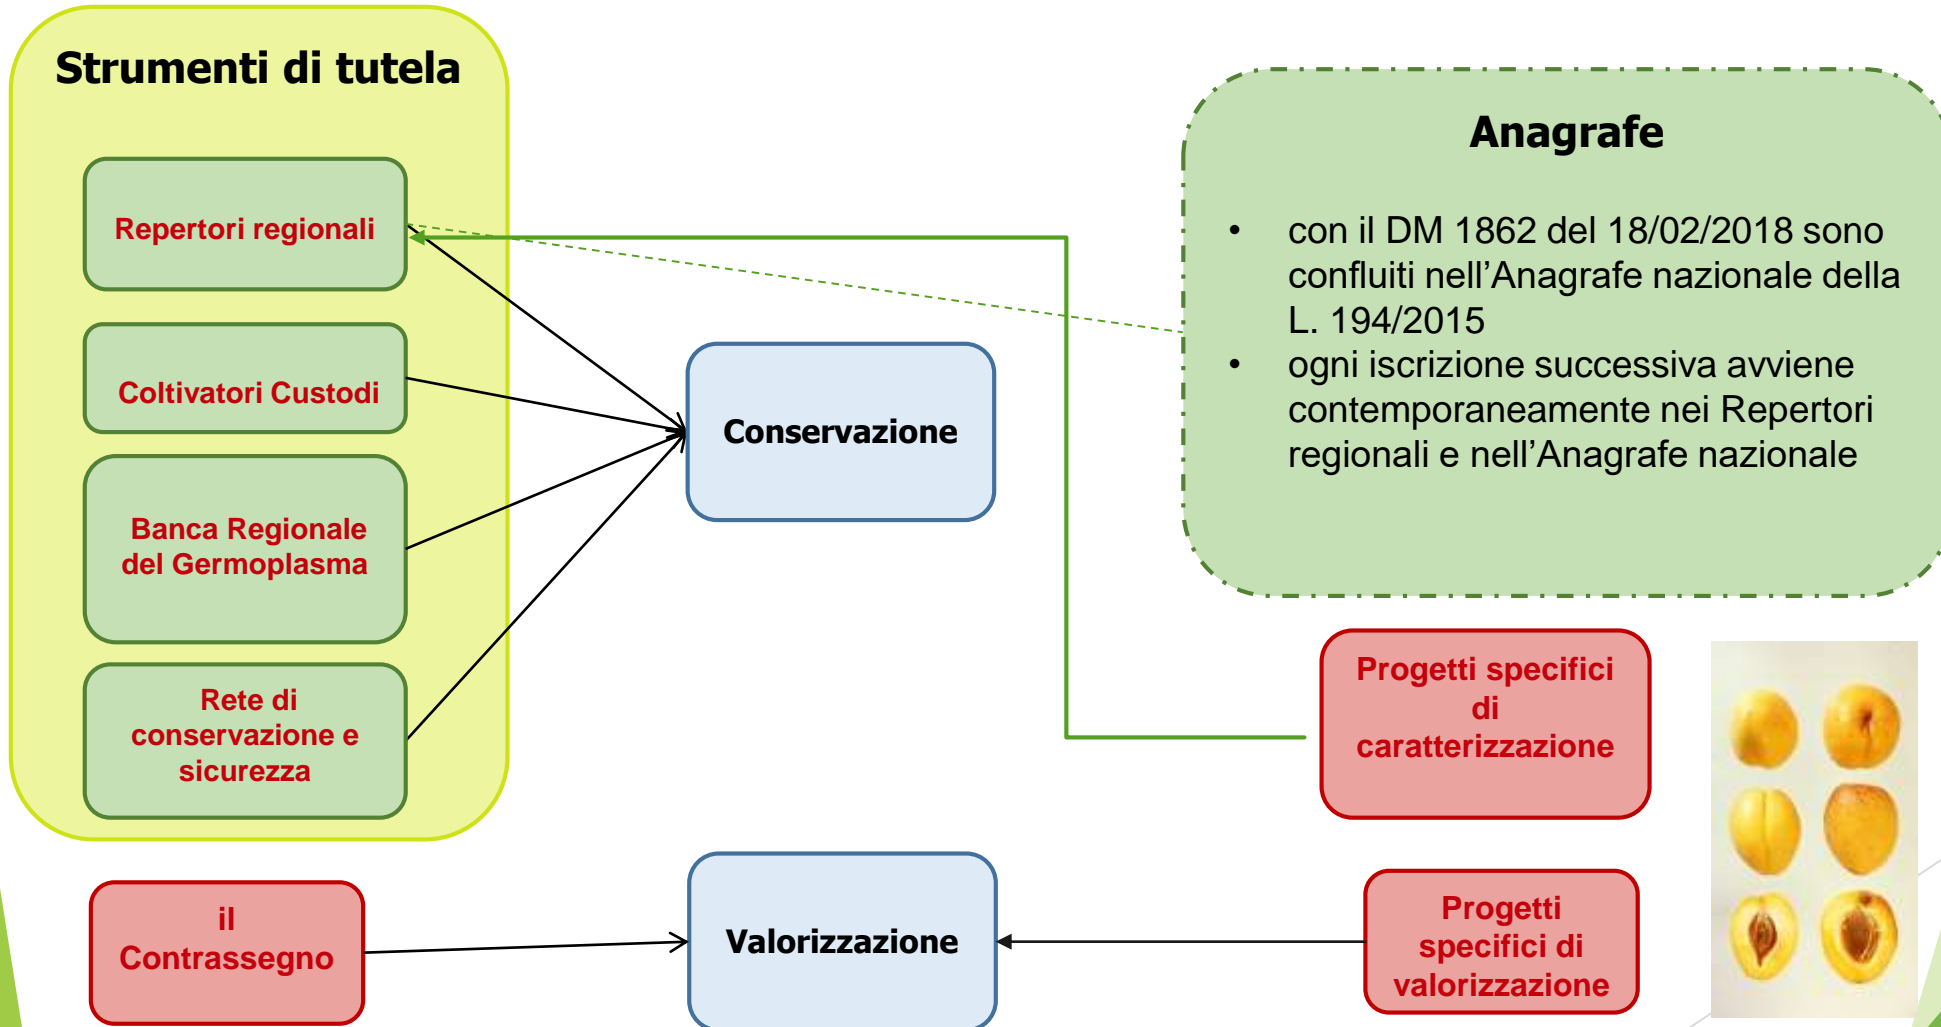 Strumenti di tutela
Repertori regionali
Coltivatori Custodi
Banca Regionale
del Germoplasma
Rete di
conservazione e
sicurezza
Conservazione
Anagrafe
• con il DM 1862 del 18/02/2018 sono
confluiti nell’Anagrafe nazionale della
L. 194/2015
• ogni iscrizione successiva avviene
contemporaneamente nei Repertori
regionali e nell’Anagrafe nazionale
Progetti specifici
di
caratterizzazione
il
Contrassegno
Valorizzazione
Progetti
specifici di
valorizzazione